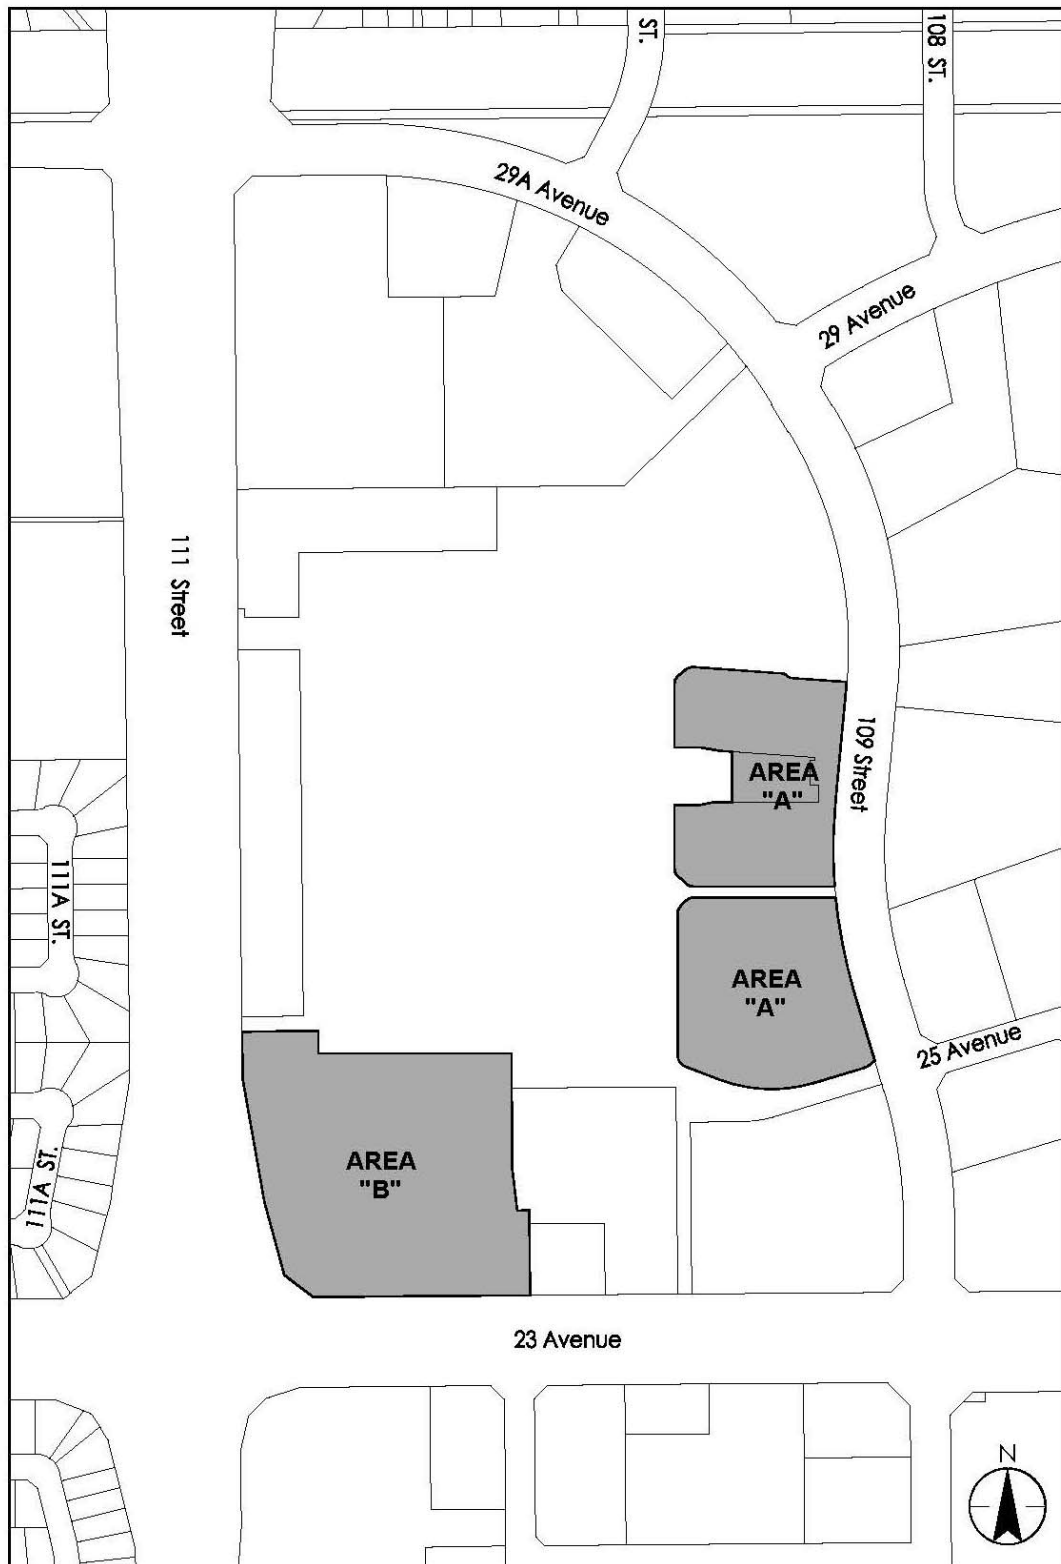 ST.
108 ST.
29A Avenue
29 Avenue
111 Street
109 Street
AREA
"A"
111A ST.
AREA
"A"
25 Avenue
AREA
"B"
111A ST.
23 Avenue
N